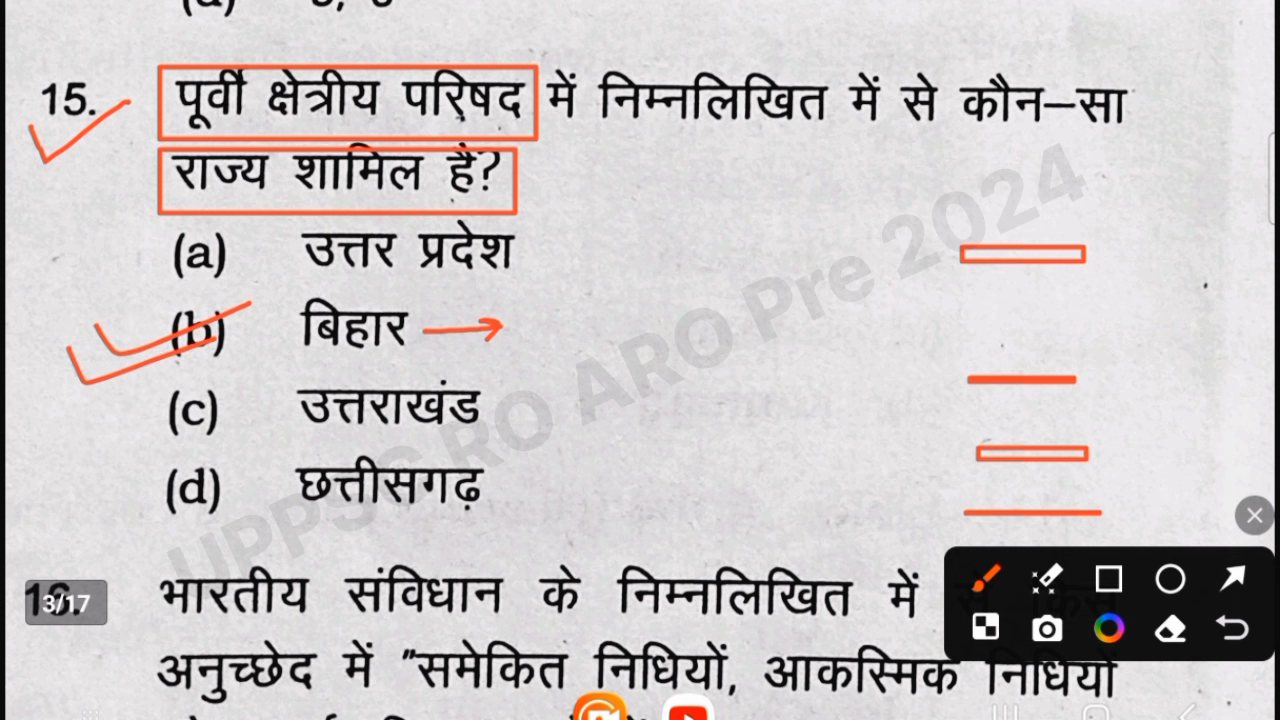 15. पूर्वी क्षेत्रीय परिषद में निम्नलिखित में से कौन–सा
राज्य शामिल है?
(a) उत्तर प्रदेश
(b) बिहार
(c) उत्तराखंड
(d) छत्तीसगढ़
UPPSC RO ARO Pre 2024
16. भारतीय संविधान के निम्नलिखित में से किस
3/17
अनुच्छेद में "समेकित निधियों, आकस्मिक निधियों